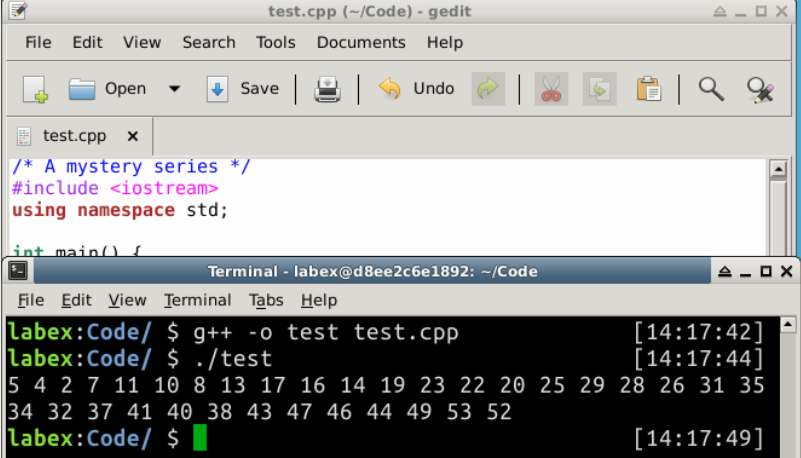 test.cpp (~/Code) - gedit
File Edit View Search Tools Documents Help
Open Save Undo
test.cpp x
/* A mystery series */
#include <iostream>
using namespace std;
int main() {
Terminal - labex@d8ee2c6e1892: ~/Code
File Edit View Terminal Tabs Help
labex:Code/ $ g++ -o test test.cpp [14:17:42]
labex:Code/ $ ./test [14:17:44]
5 4 2 7 11 10 8 13 17 16 14 19 23 22 20 25 29 28 26 31 35
34 32 37 41 40 38 43 47 46 44 49 53 52
labex:Code/ $ [14:17:49]